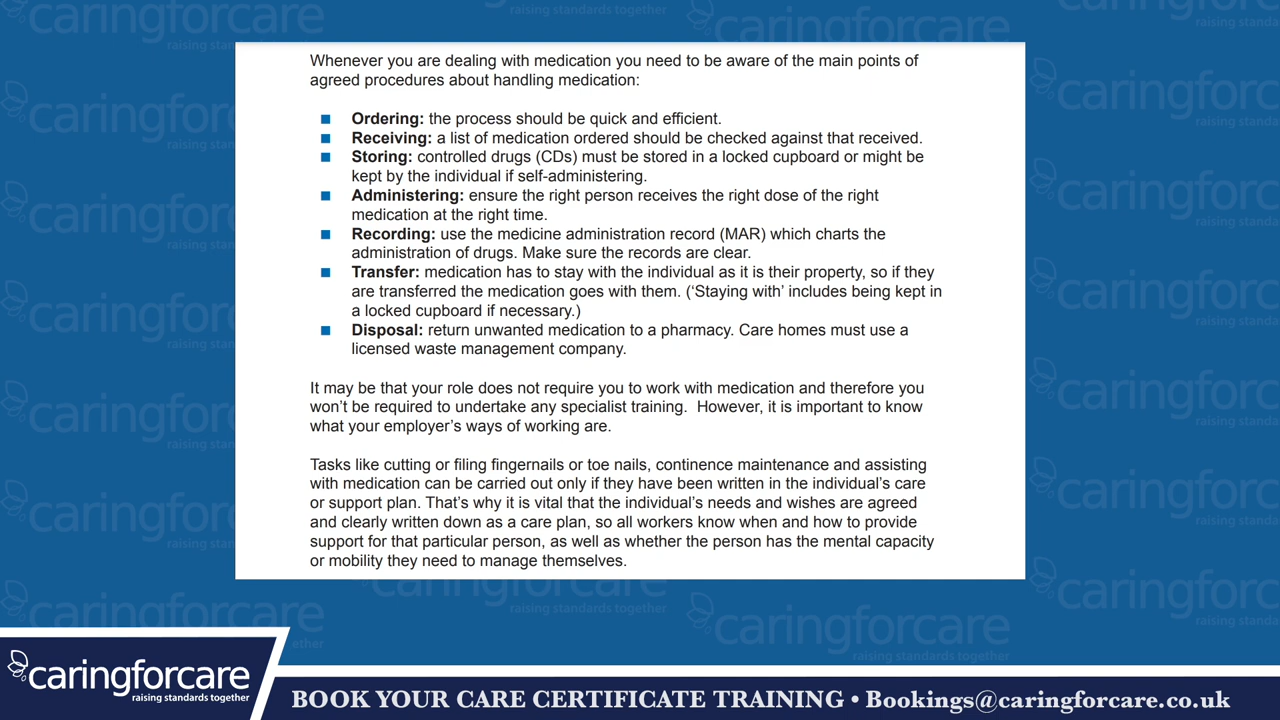 Whenever you are dealing with medication you need to be aware of the main points of
agreed procedures about handling medication:
Ordering: the process should be quick and efficient.
Receiving: a list of medication ordered should be checked against that received.
Storing: controlled drugs (CDs) must be stored in a locked cupboard or might be
kept by the individual if self-administering.
Administering: ensure the right person receives the right dose of the right
medication at the right time.
Recording: use the medicine administration record (MAR) which charts the
administration of drugs. Make sure the records are clear.
Transfer: medication has to stay with the individual as it is their property, so if they
are transferred the medication goes with them. (‘Staying with’ includes being kept in
a locked cupboard if necessary.)
Disposal: return unwanted medication to a pharmacy. Care homes must use a
licensed waste management company.
It may be that your role does not require you to work with medication and therefore you
won’t be required to undertake any specialist training.  However, it is important to know
what your employer’s ways of working are.
Tasks like cutting or filing fingernails or toe nails, continence maintenance and assisting
with medication can be carried out only if they have been written in the individual’s care
or support plan. That’s why it is vital that the individual’s needs and wishes are agreed
and clearly written down as a care plan, so all workers know when and how to provide
support for that particular person, as well as whether the person has the mental capacity
or mobility they need to manage themselves.
caringforcare
raising standards together
BOOK YOUR CARE CERTIFICATE TRAINING • Bookings@caringforcare.co.uk